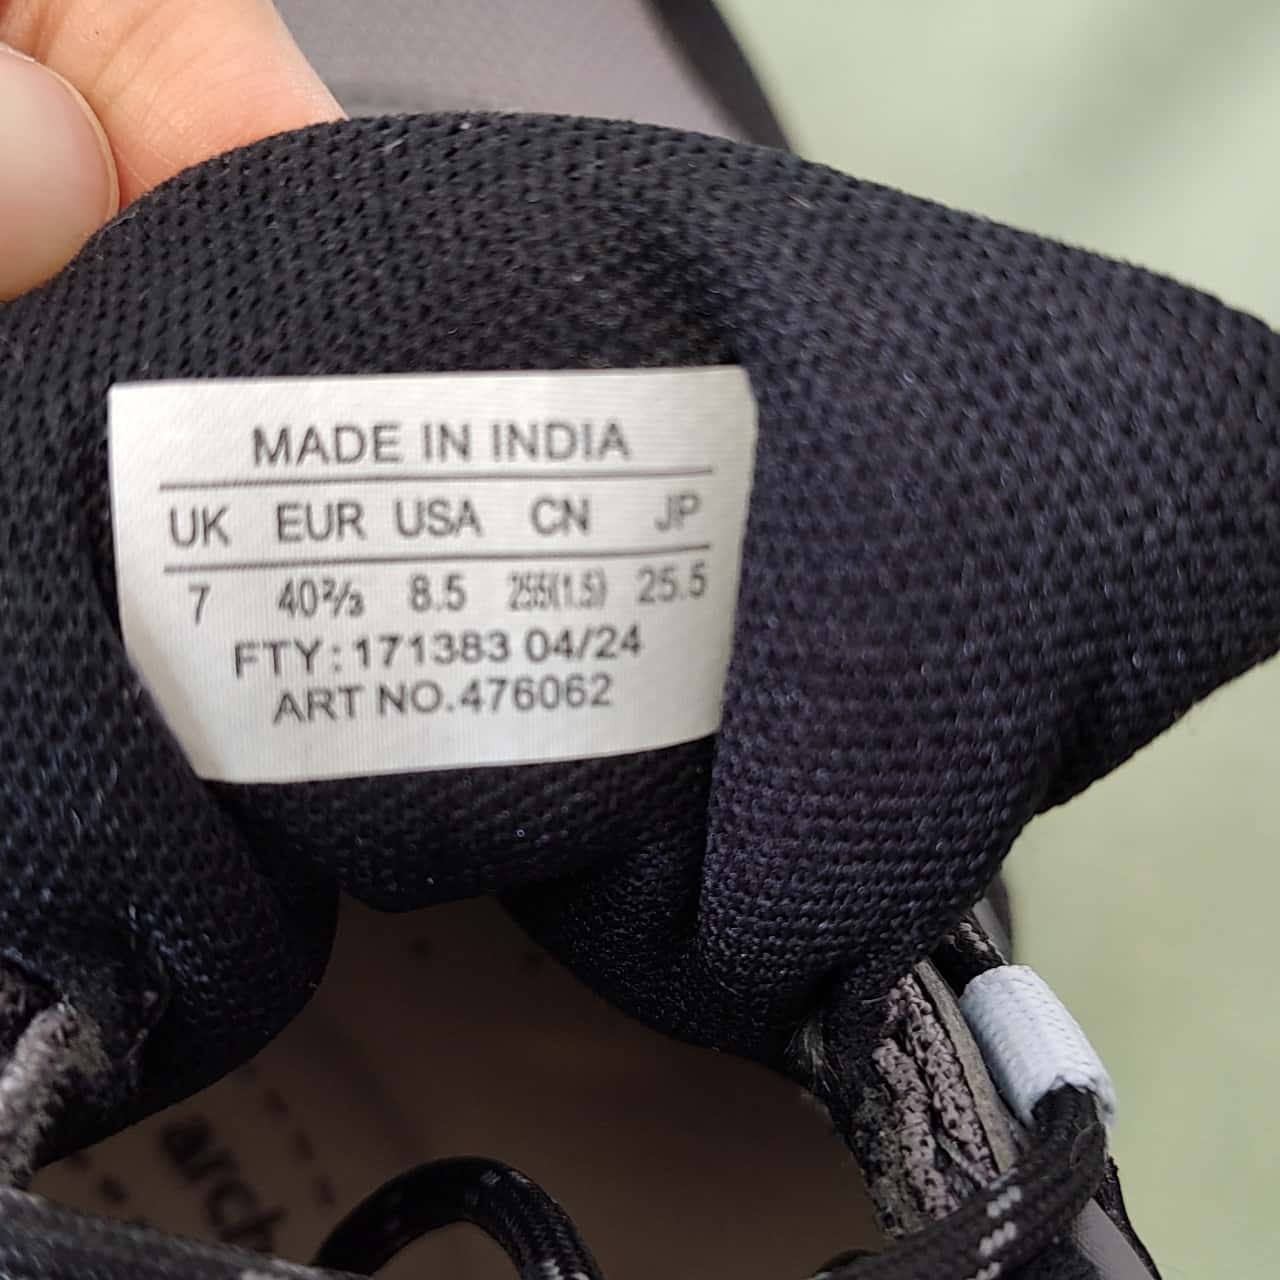 MADE IN INDIA
UK EUR USA CN JP
7 40⅔ 8.5 255(1.5) 25.5
FTY: 171383 04/24
ART NO.476062
arch